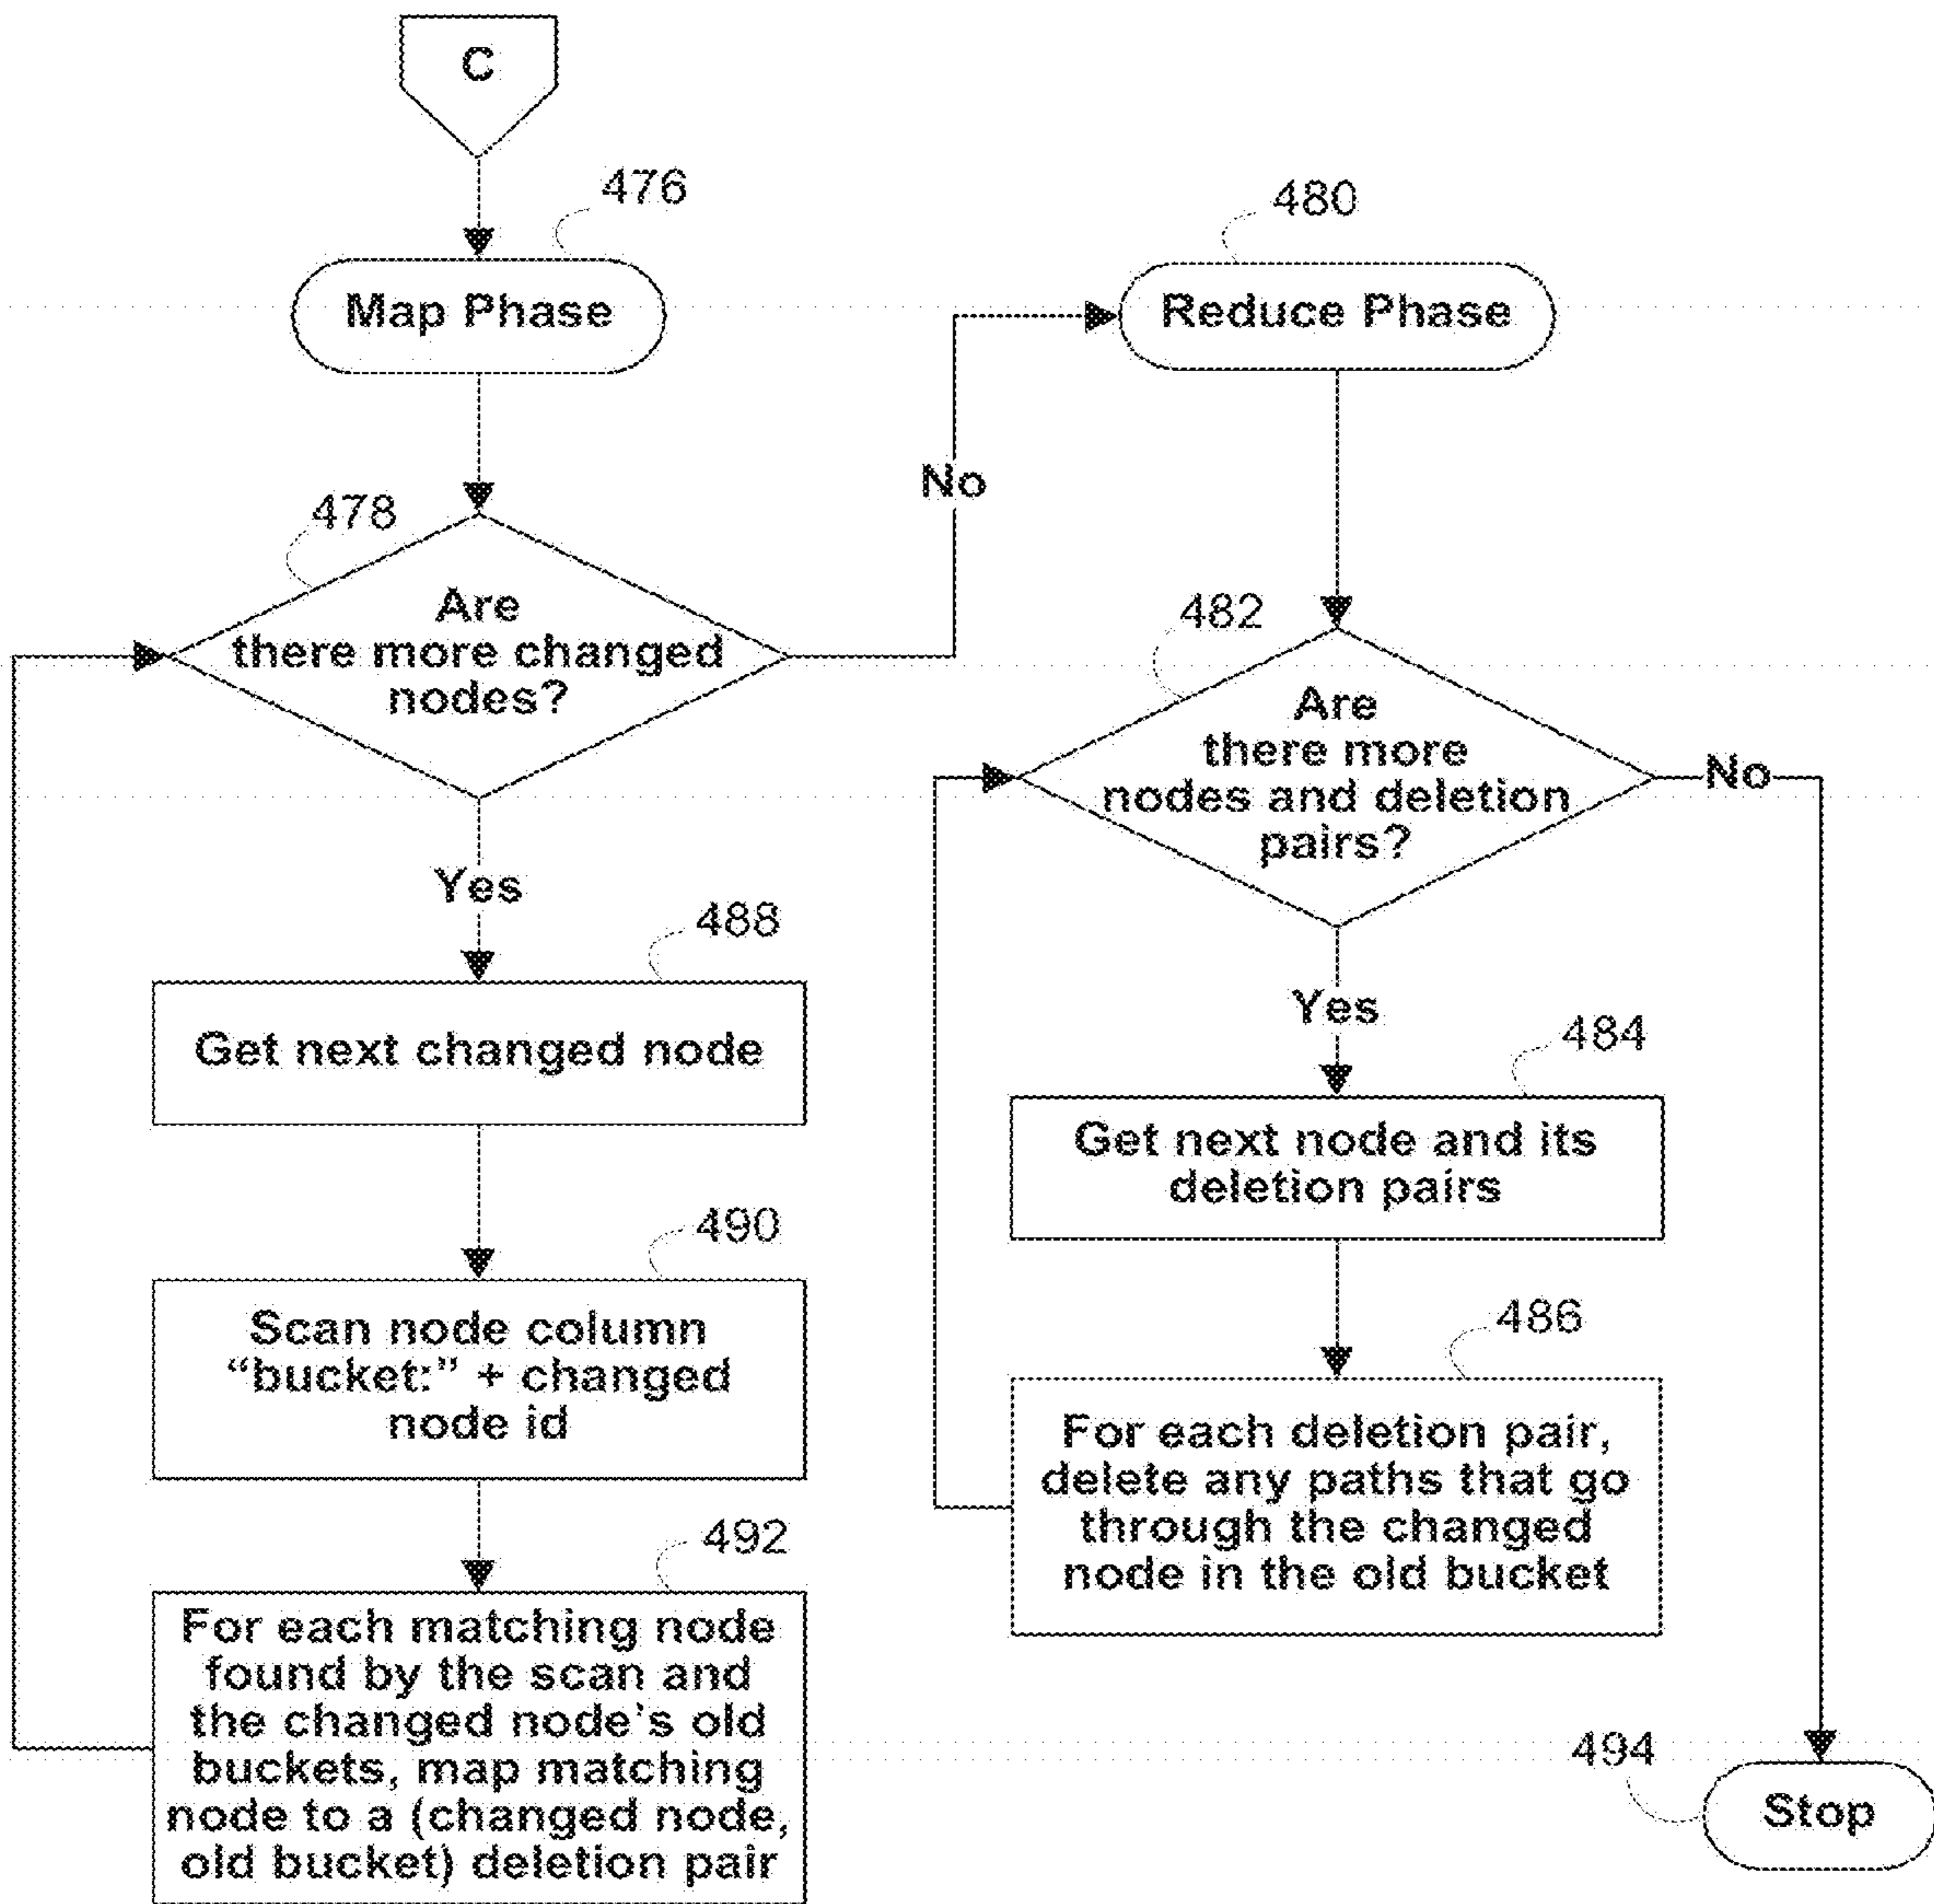 C
476
Map Phase
478
Are
there more changed
nodes?
No
Yes
488
Get next changed node
490
Scan node column
“bucket:” + changed
node id
492
For each matching node
found by the scan and
the changed node’s old
buckets, map matching
node to a (changed node,
old bucket) deletion pair
480
Reduce Phase
482
Are
there more
nodes and deletion
pairs?
No
Yes
484
Get next node and its
deletion pairs
486
For each deletion pair,
delete any paths that go
through the changed
node in the old bucket
494
Stop